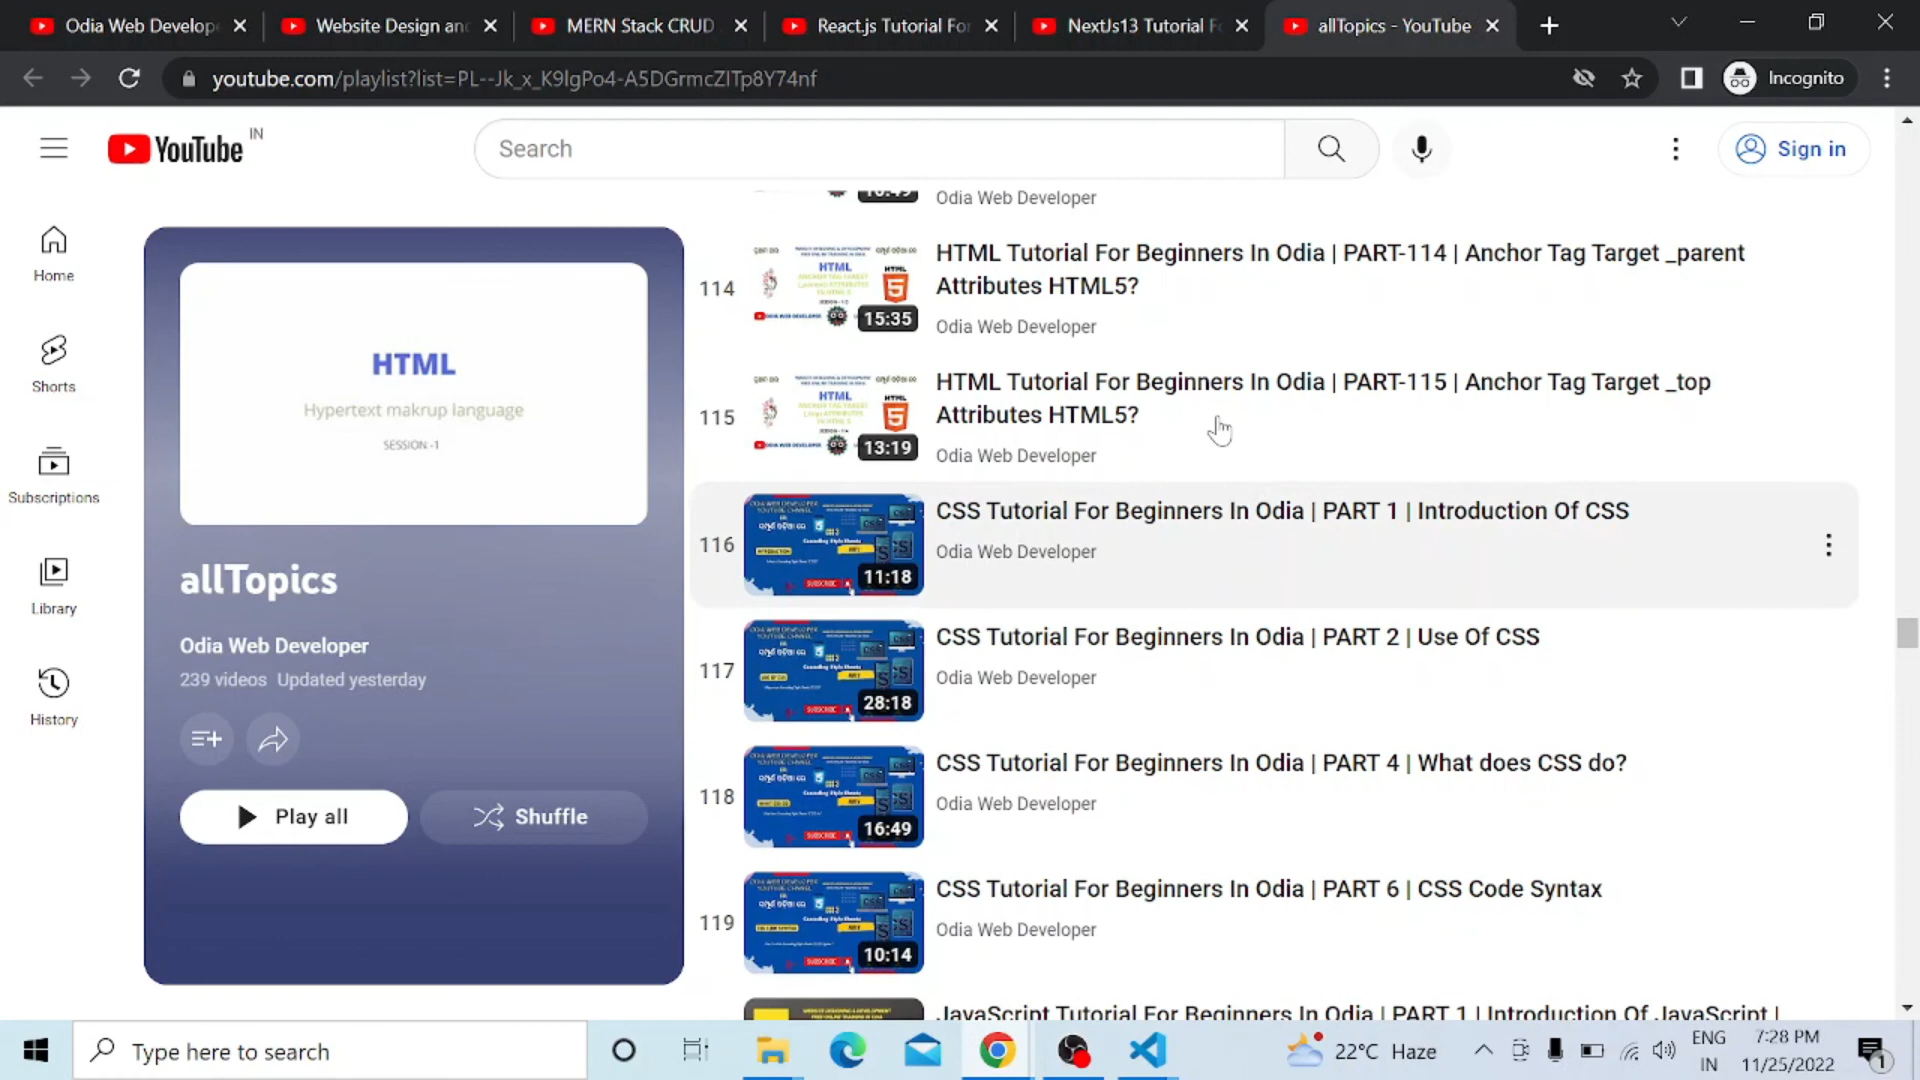 Odia Web Develope
Website Design and
MERN Stack CRUD
React.js Tutorial For
NextJs13 Tutorial Fo
allTopics - YouTube
youtube.com/playlist?list=PL--Jk_x_K9lgPo4-A5DGrmcZlTp8Y74nf
Incognito
YouTube IN
Search
Sign in
Home
Shorts
Subscriptions
Library
History
HTML
Hypertext makrup language
SESSION -1
allTopics
Odia Web Developer
239 videos Updated yesterday
Play all
Shuffle
Odia Web Developer
114
15:35
HTML Tutorial For Beginners In Odia | PART-114 | Anchor Tag Target _parent
Attributes HTML5?
Odia Web Developer
115
13:19
HTML Tutorial For Beginners In Odia | PART-115 | Anchor Tag Target _top
Attributes HTML5?
Odia Web Developer
116
11:18
CSS Tutorial For Beginners In Odia | PART 1 | Introduction Of CSS
Odia Web Developer
117
28:18
CSS Tutorial For Beginners In Odia | PART 2 | Use Of CSS
Odia Web Developer
118
16:49
CSS Tutorial For Beginners In Odia | PART 4 | What does CSS do?
Odia Web Developer
119
10:14
CSS Tutorial For Beginners In Odia | PART 6 | CSS Code Syntax
Odia Web Developer
JavaScript Tutorial For Beginners In Odia | PART 1 | Introduction Of JavaScript |
Type here to search
22°C Haze
ENG
IN
7:28 PM
11/25/2022
1